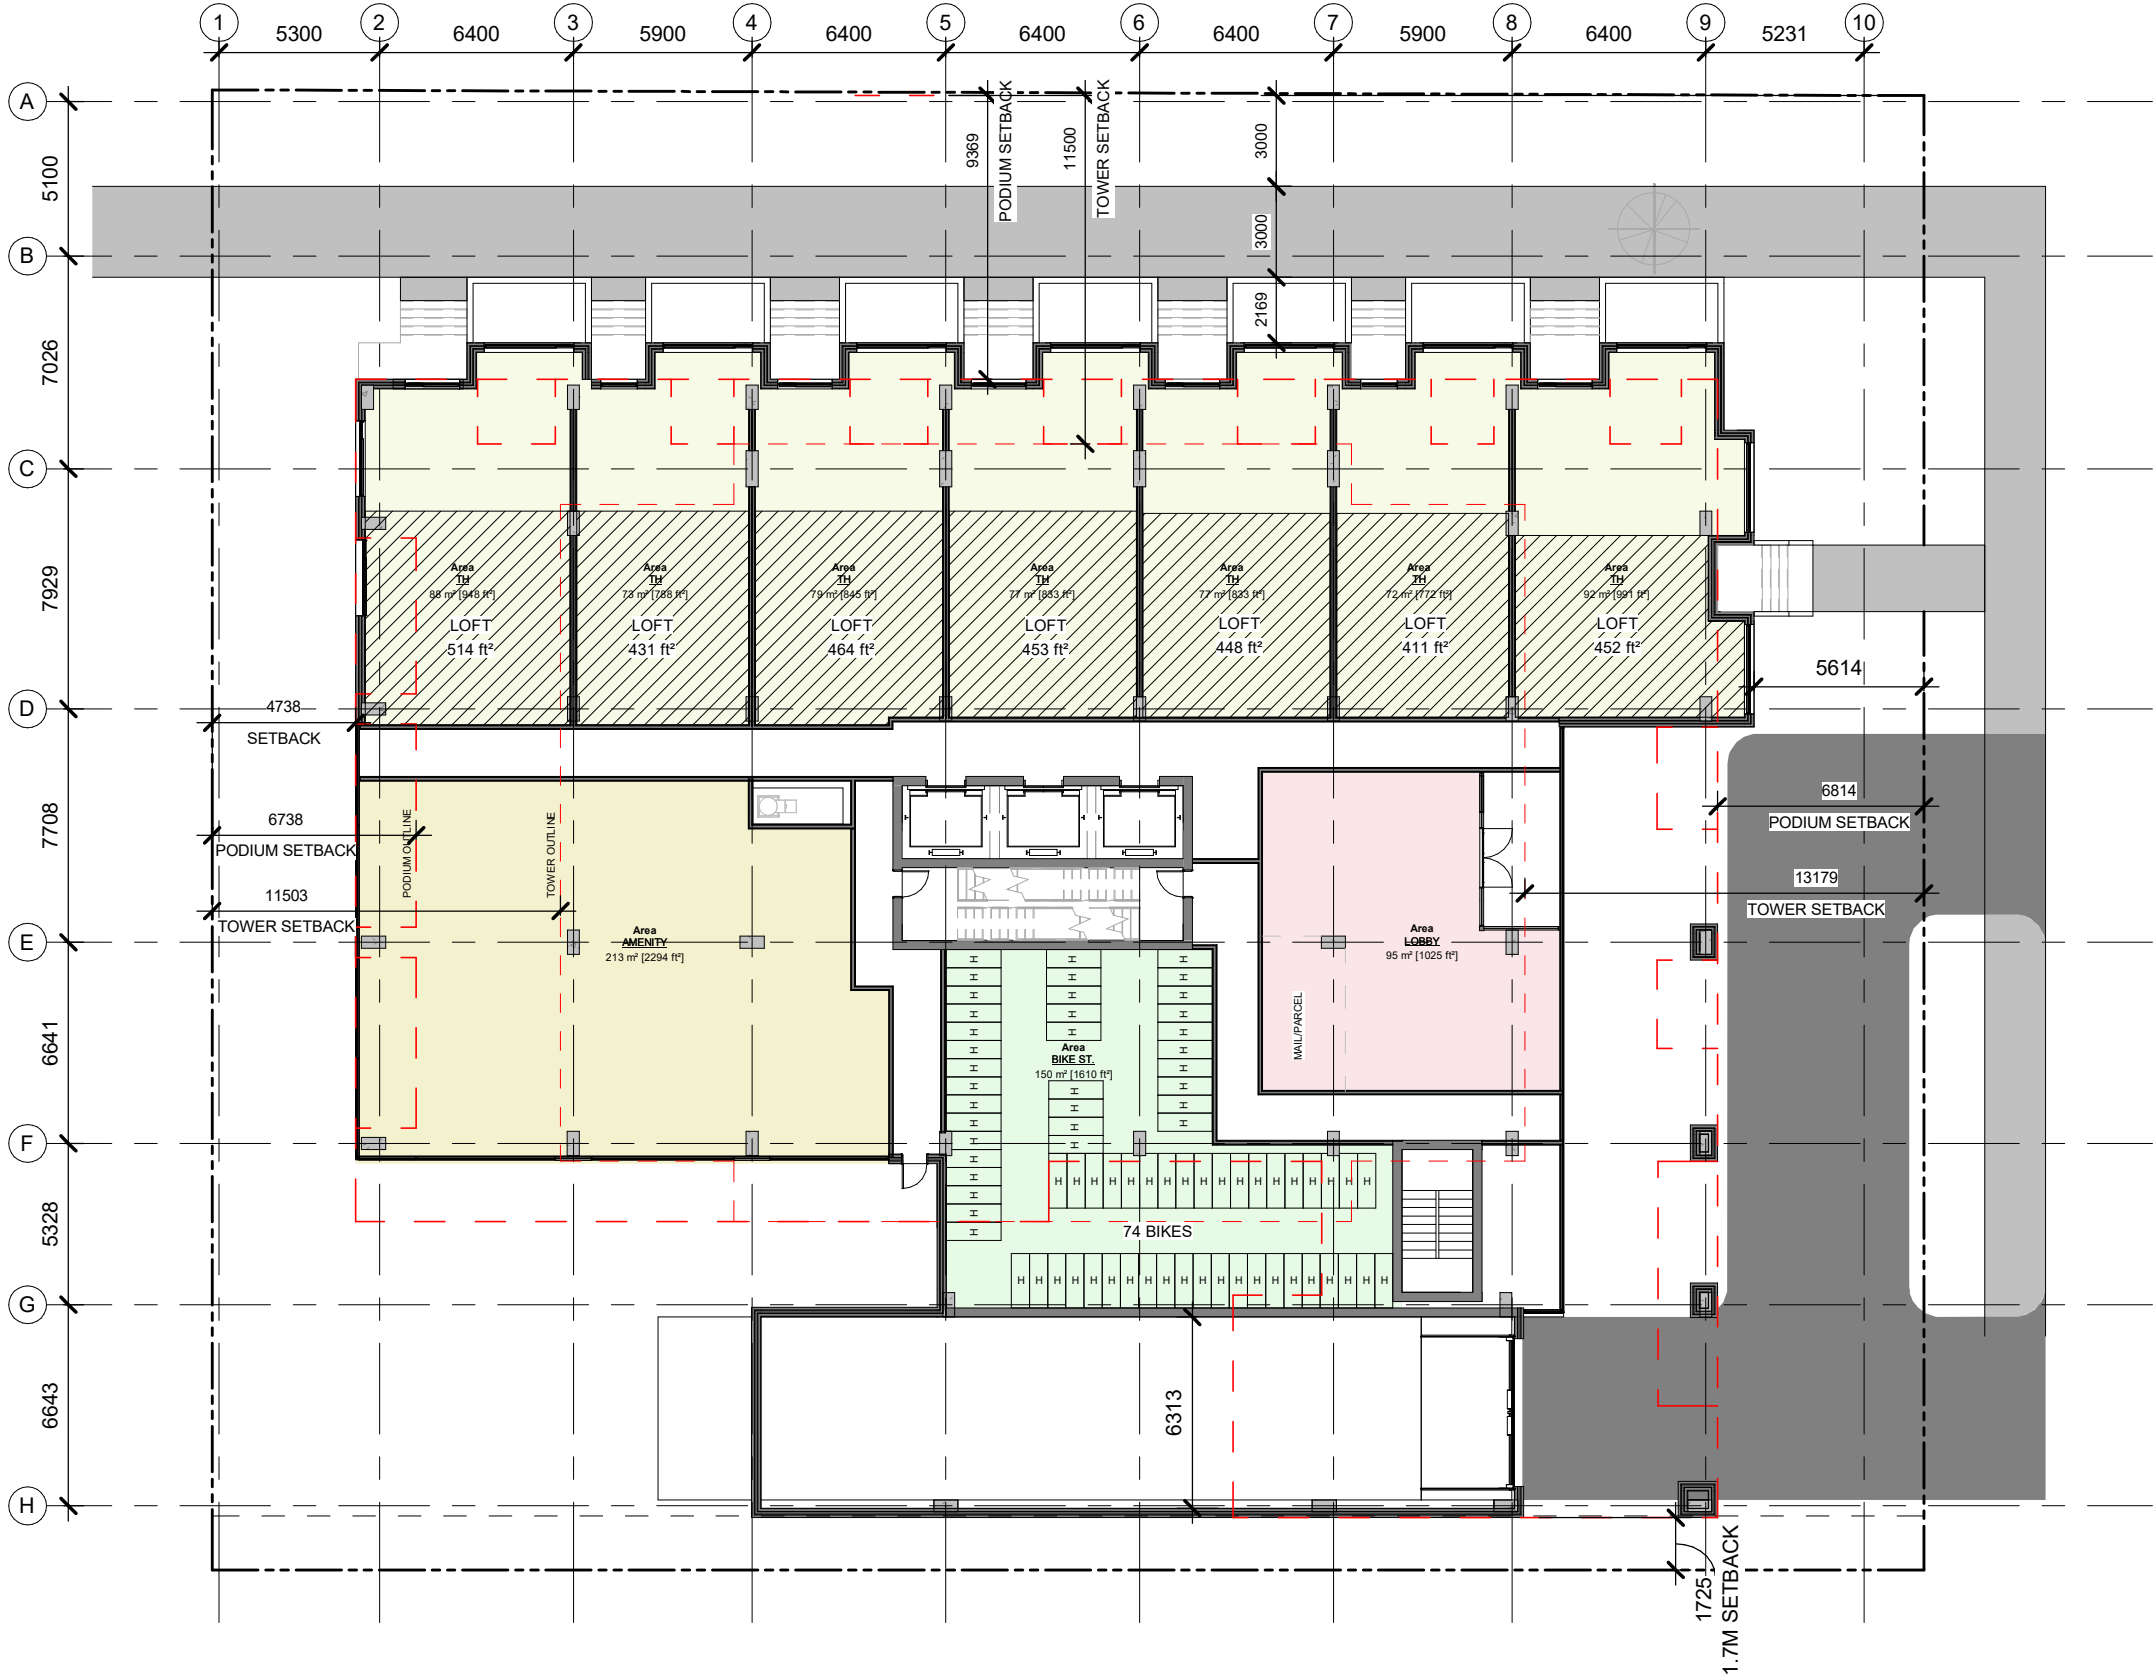 1
2
3
4
5
6
7
8
9
10
5300
6400
5900
6400
6400
6400
5900
6400
5231
A
B
C
D
E
F
G
H
5100
7026
7929
7708
6641
5328
6643
9369
PODIUM SETBACK
11500
TOWER SETBACK
3000
3000
2169
Area
TH
88 m² [948 ft²]
LOFT
514 ft²
Area
TH
73 m² [788 ft²]
LOFT
431 ft²
Area
TH
79 m² [845 ft²]
LOFT
464 ft²
Area
TH
77 m² [833 ft²]
LOFT
453 ft²
Area
TH
77 m² [833 ft²]
LOFT
448 ft²
Area
TH
72 m² [772 ft²]
LOFT
411 ft²
Area
TH
92 m² [991 ft²]
LOFT
452 ft²
5614
4738
SETBACK
6738
PODIUM SETBACK
11503
TOWER SETBACK
PODIUM OUTLINE
TOWER OUTLINE
6814
PODIUM SETBACK
13179
TOWER SETBACK
Area
AMENITY
213 m² [2294 ft²]
Area
LOBBY
95 m² [1025 ft²]
MAIL/PARCEL
Area
BIKE ST.
150 m² [1610 ft²]
74 BIKES
H H H H H H H H H H H H H H H H H H
H H H H H H H H H H H H H H H H H H H H H
6313
1725
1.7M SETBACK